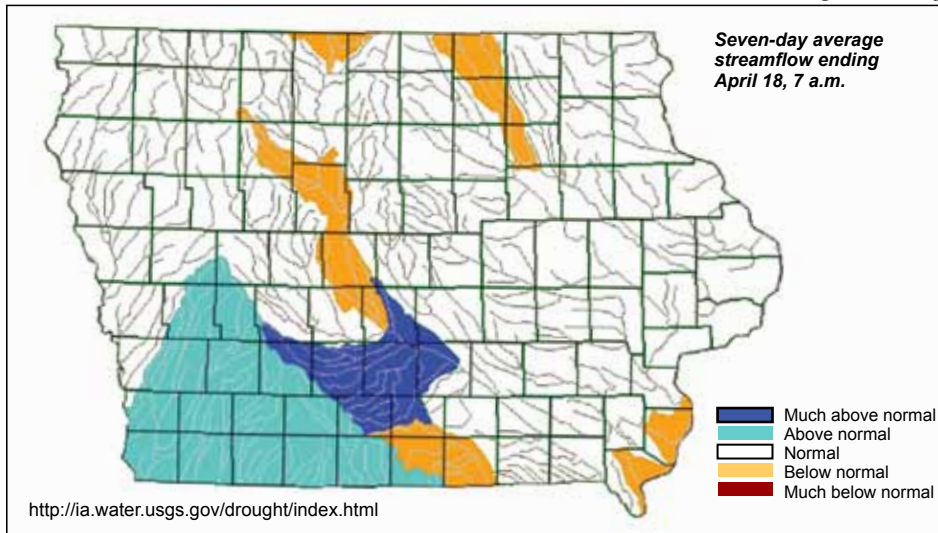 Seven-day average
streamflow ending
April 18, 7 a.m.
Much above normal
Above normal
Normal
Below normal
Much below normal
http://ia.water.usgs.gov/drought/index.html